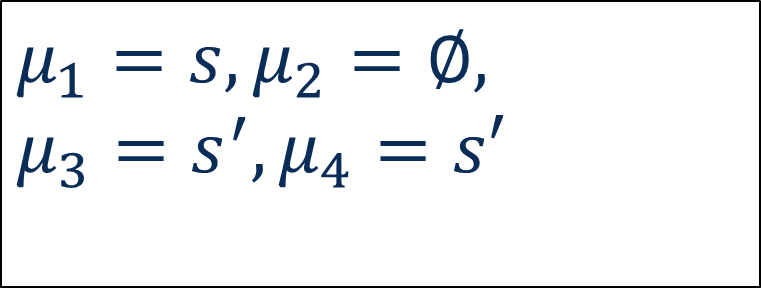 μ₁ = s, μ₂ = ∅,
μ₃ = s′, μ₄ = s′